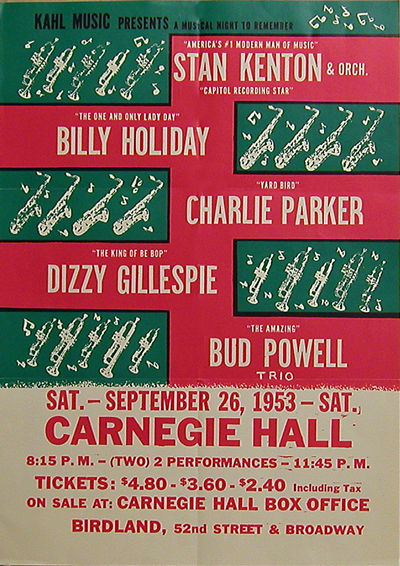 KAHL MUSIC PRESENTS A MUSICAL NIGHT TO REMEMBER
"AMERICA'S #1 MODERN MAN OF MUSIC"
STAN KENTON & ORCH.
"CAPITOL RECORDING STAR"
"THE ONE AND ONLY LADY DAY"
BILLY HOLIDAY
"YARD BIRD"
CHARLIE PARKER
"THE KING OF BE BOP"
DIZZY GILLESPIE
"THE AMAZING"
BUD POWELL
TRIO
SAT. – SEPTEMBER 26, 1953 – SAT.
CARNEGIE HALL
8:15 P. M. – (TWO) 2 PERFORMANCES – 11:45 P. M.
TICKETS: $4.80 - $3.60 - $2.40 Including Tax
ON SALE AT: CARNEGIE HALL BOX OFFICE
BIRDLAND, 52nd STREET & BROADWAY